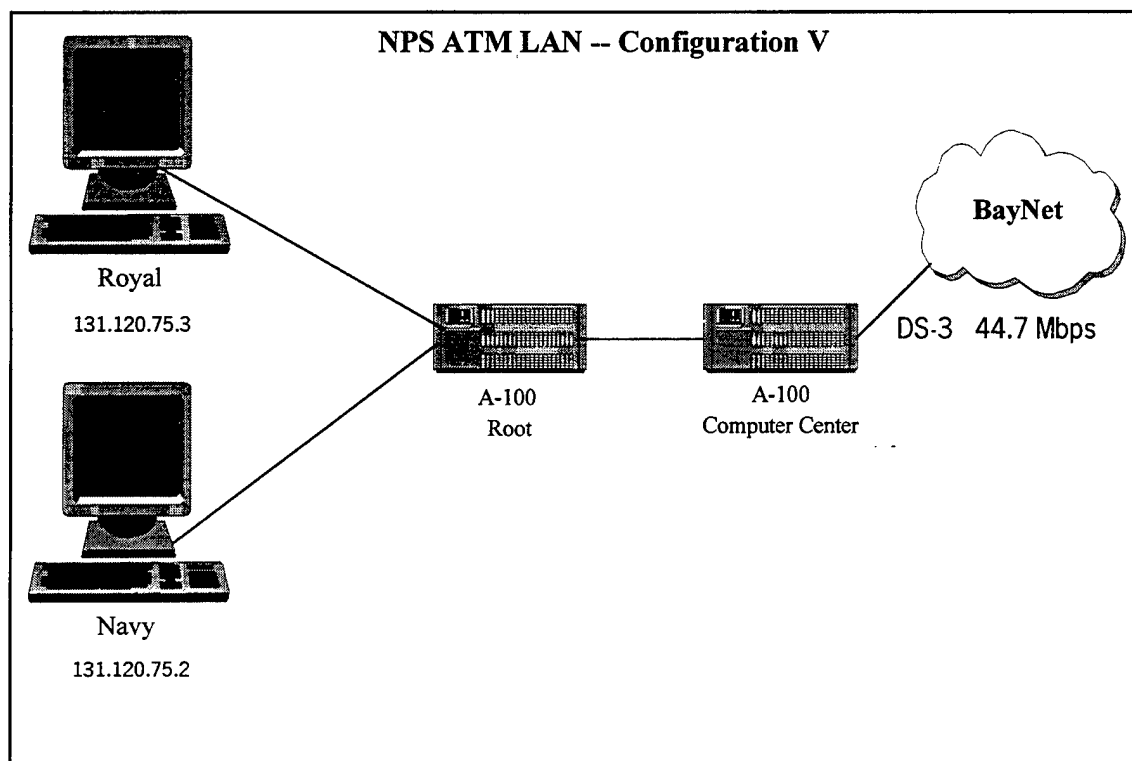 NPS ATM LAN -- Configuration V
Royal
131.120.75.3
Navy
131.120.75.2
A-100
Root
A-100
Computer Center
BayNet
DS-3 44.7 Mbps